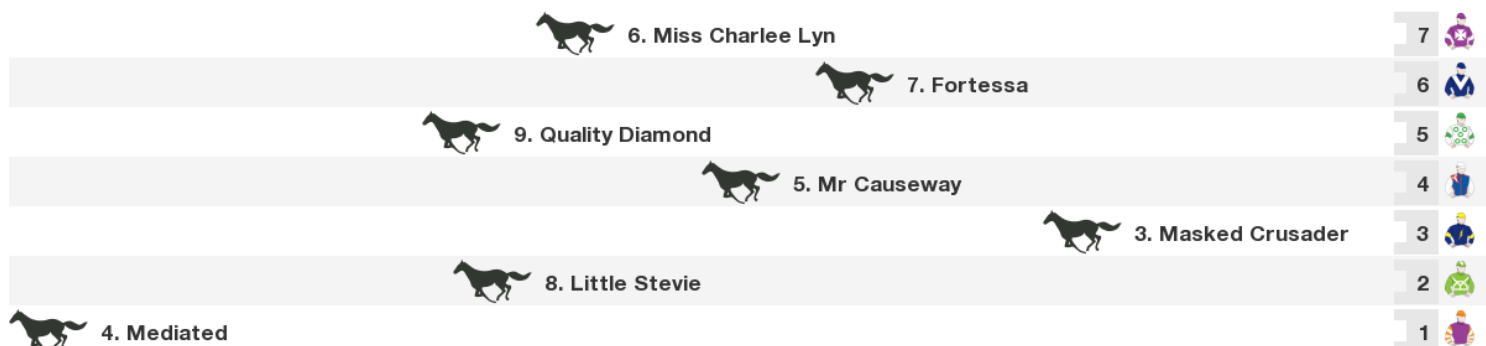 6. Miss Charlee Lyn 7
7. Fortessa 6
9. Quality Diamond 5
5. Mr Causeway 4
3. Masked Crusader 3
8. Little Stevie 2
4. Mediated 1